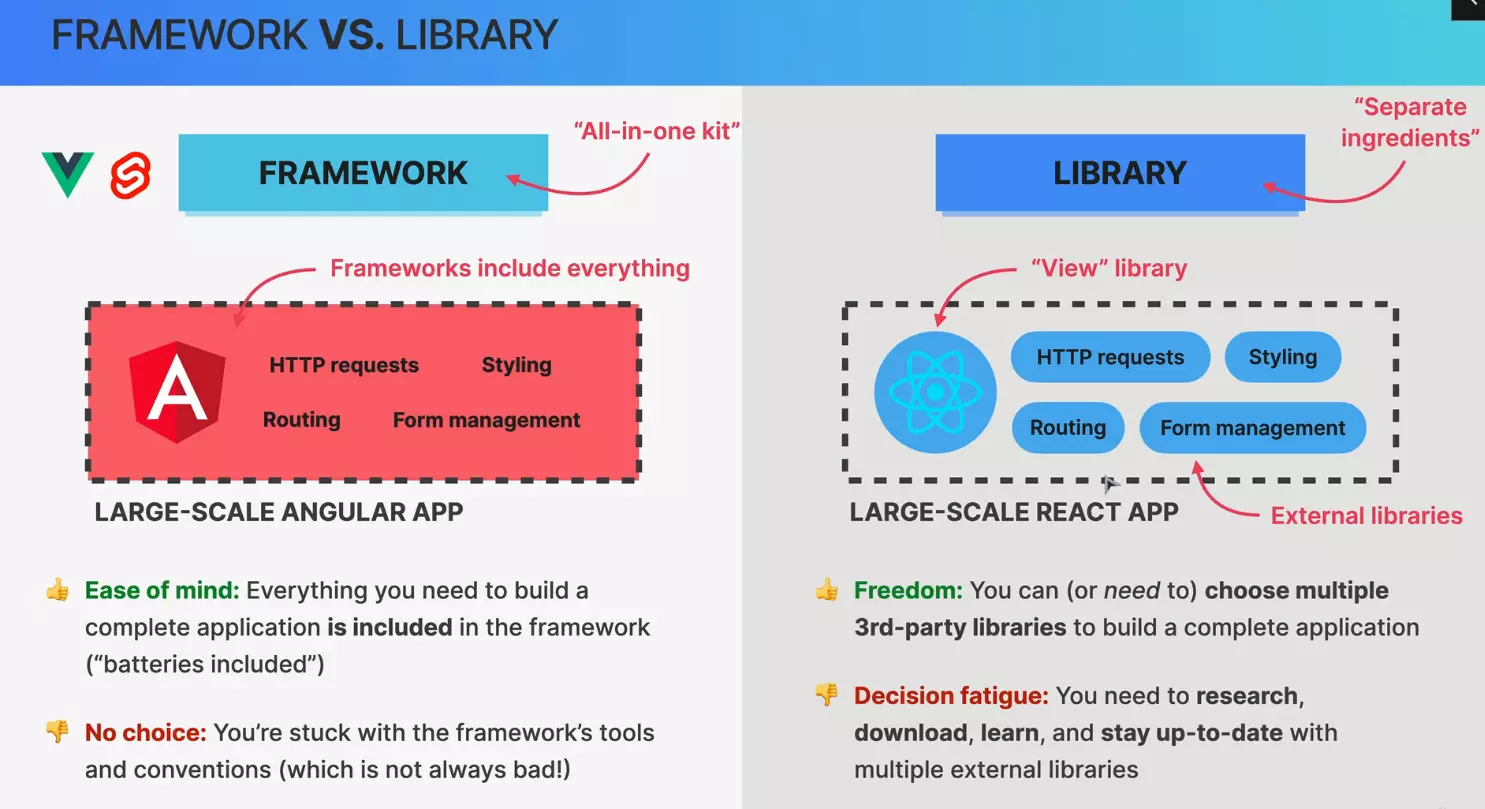 FRAMEWORK VS. LIBRARY
"All-in-one kit"
FRAMEWORK
Frameworks include everything
A
HTTP requests
Styling
Routing
Form management
LARGE-SCALE ANGULAR APP
👍 Ease of mind: Everything you need to build a
complete application is included in the framework
("batteries included")
👎 No choice: You're stuck with the framework's tools
and conventions (which is not always bad!)
"Separate
ingredients"
LIBRARY
"View" library
HTTP requests
Styling
Routing
Form management
LARGE-SCALE REACT APP
External libraries
👍 Freedom: You can (or need to) choose multiple
3rd-party libraries to build a complete application
👎 Decision fatigue: You need to research,
download, learn, and stay up-to-date with
multiple external libraries